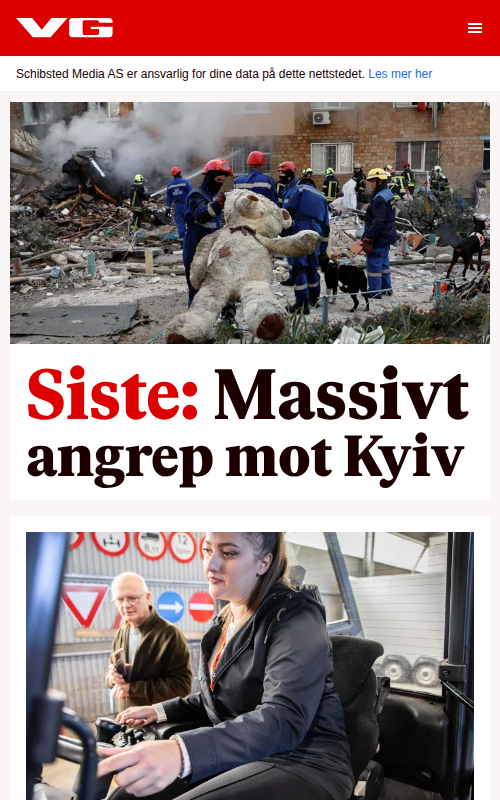 VG
Schibsted Media AS er ansvarlig for dine data på dette nettstedet. Les mer her
Siste: Massivt
angrep mot Kyiv
12